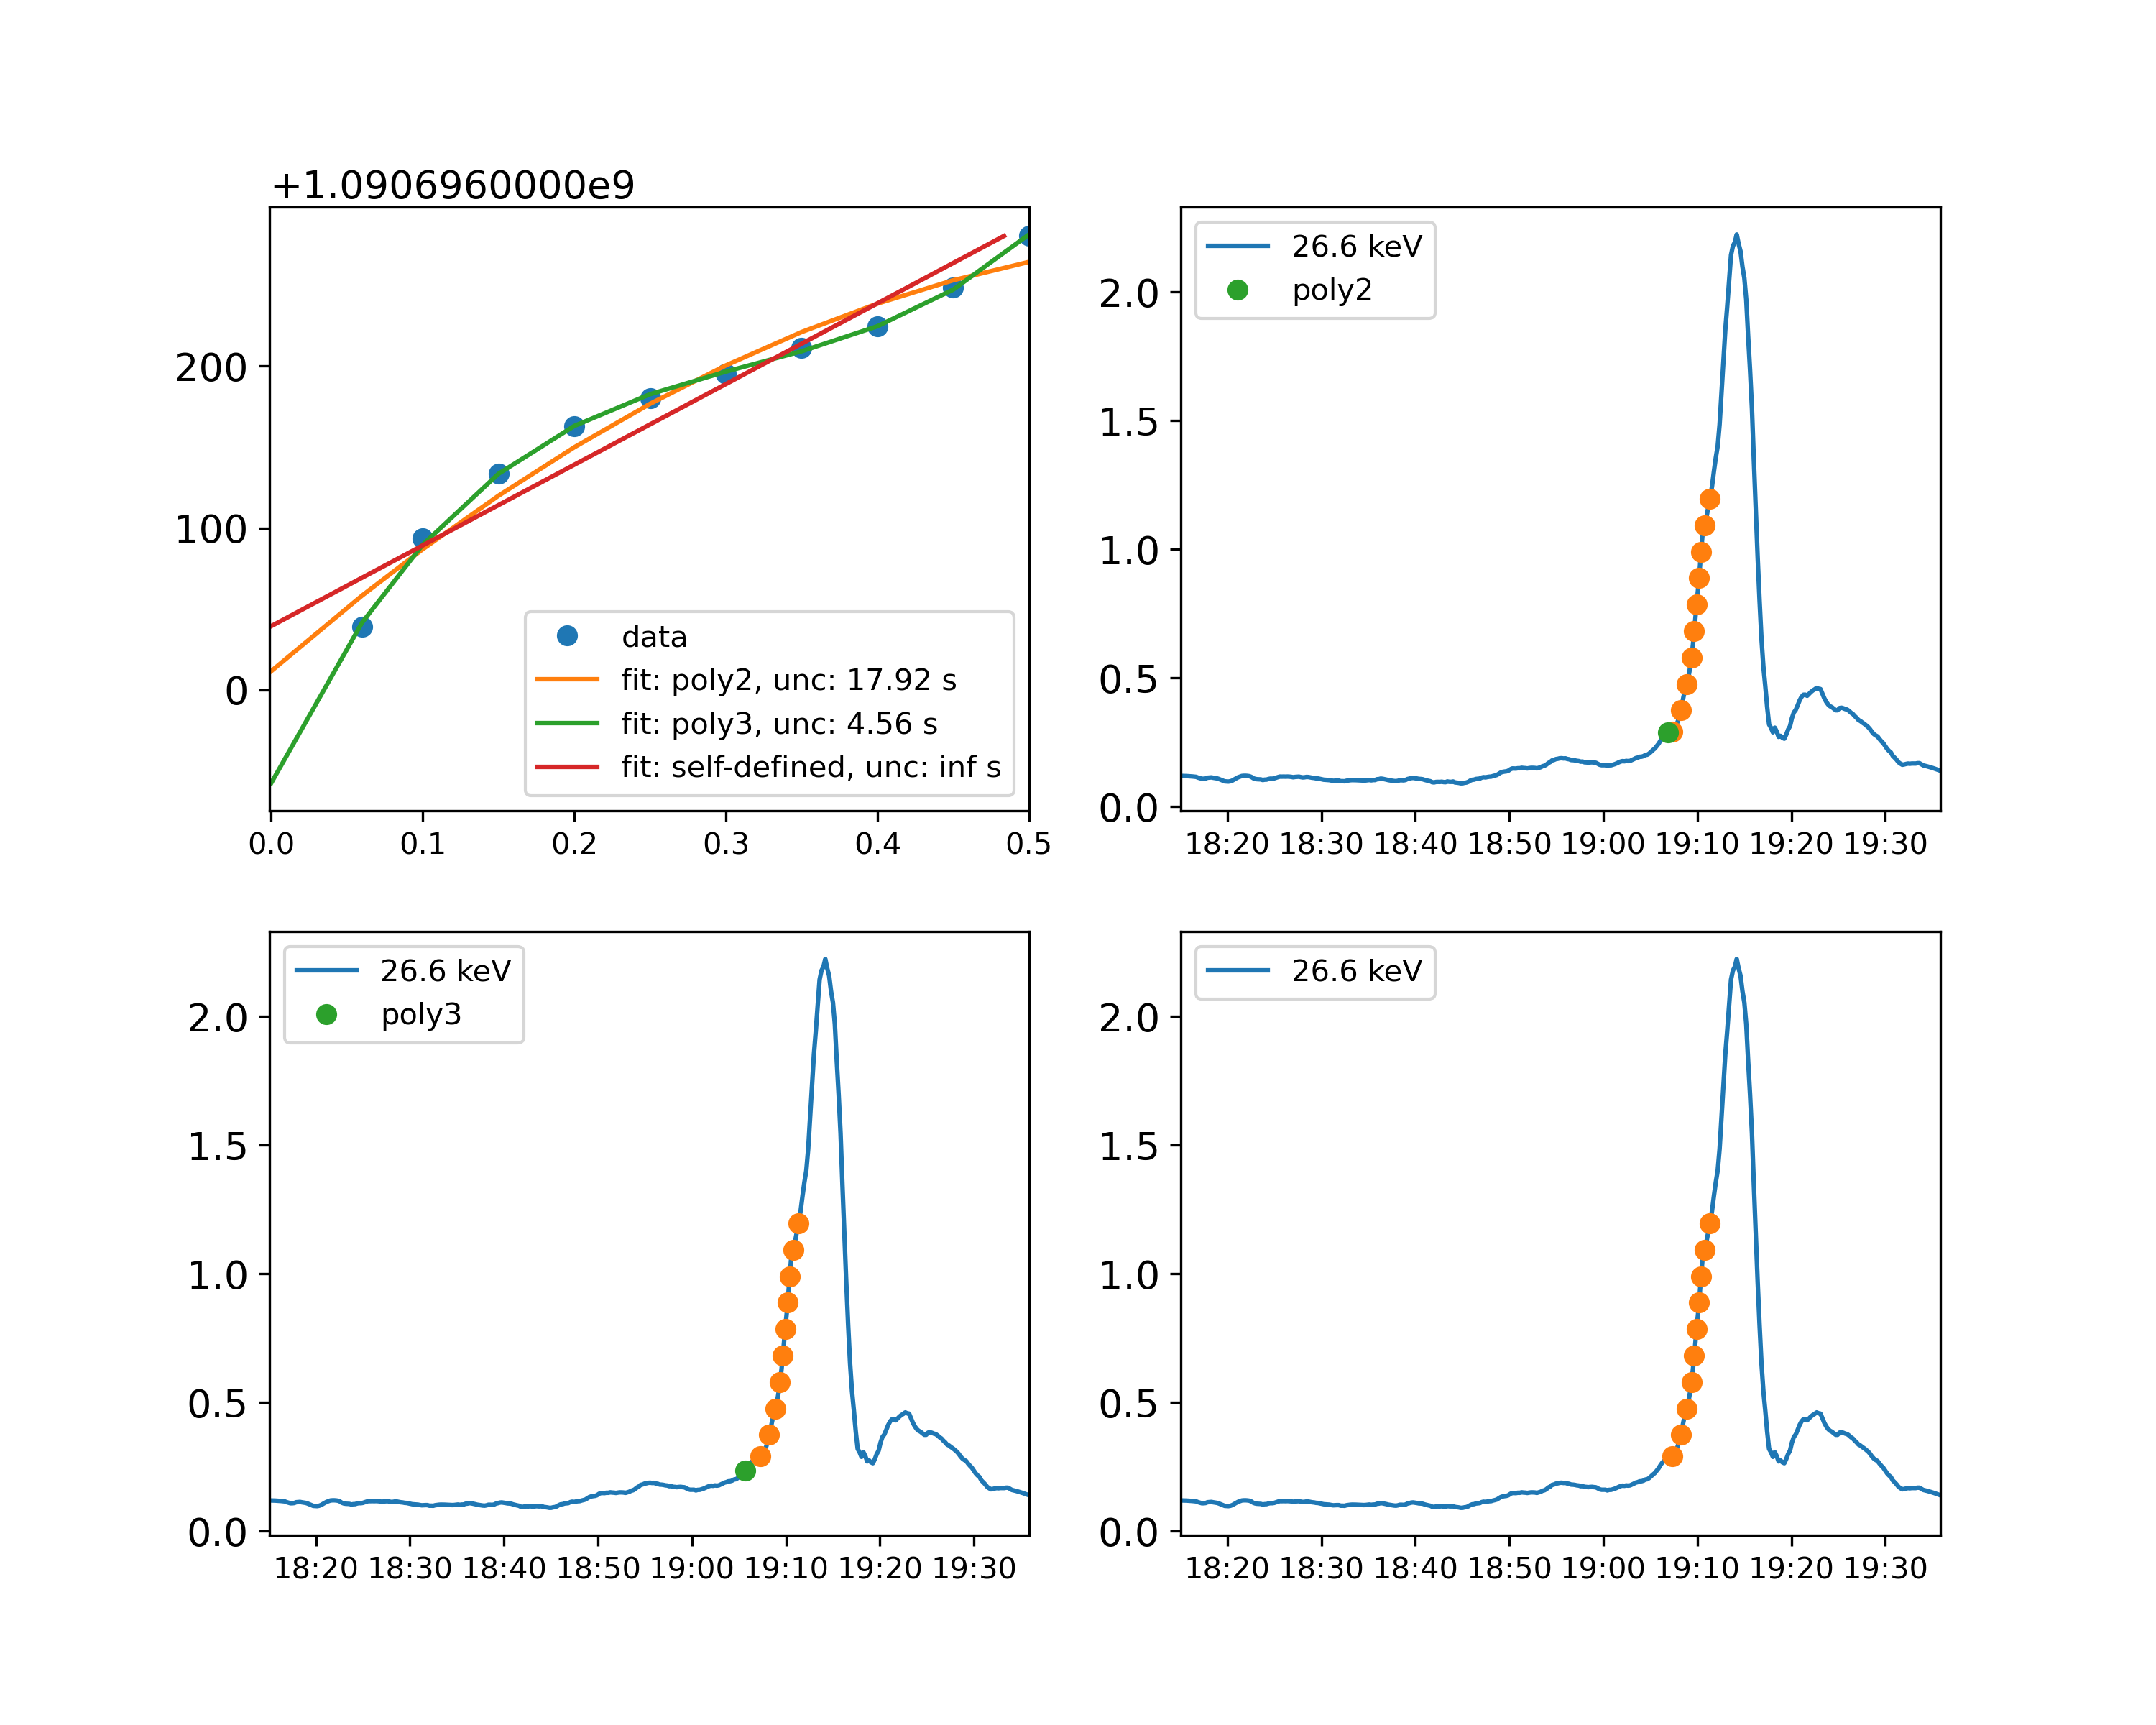 +1.0906960000e9
200
100
0
data
fit: poly2, unc: 17.92 s
fit: poly3, unc: 4.56 s
fit: self-defined, unc: inf s
0.0 0.1 0.2 0.3 0.4 0.5
26.6 keV
poly2
2.0
1.5
1.0
0.5
0.0
18:20 18:30 18:40 18:50 19:00 19:10 19:20 19:30
26.6 keV
poly3
2.0
1.5
1.0
0.5
0.0
18:20 18:30 18:40 18:50 19:00 19:10 19:20 19:30
26.6 keV
2.0
1.5
1.0
0.5
0.0
18:20 18:30 18:40 18:50 19:00 19:10 19:20 19:30